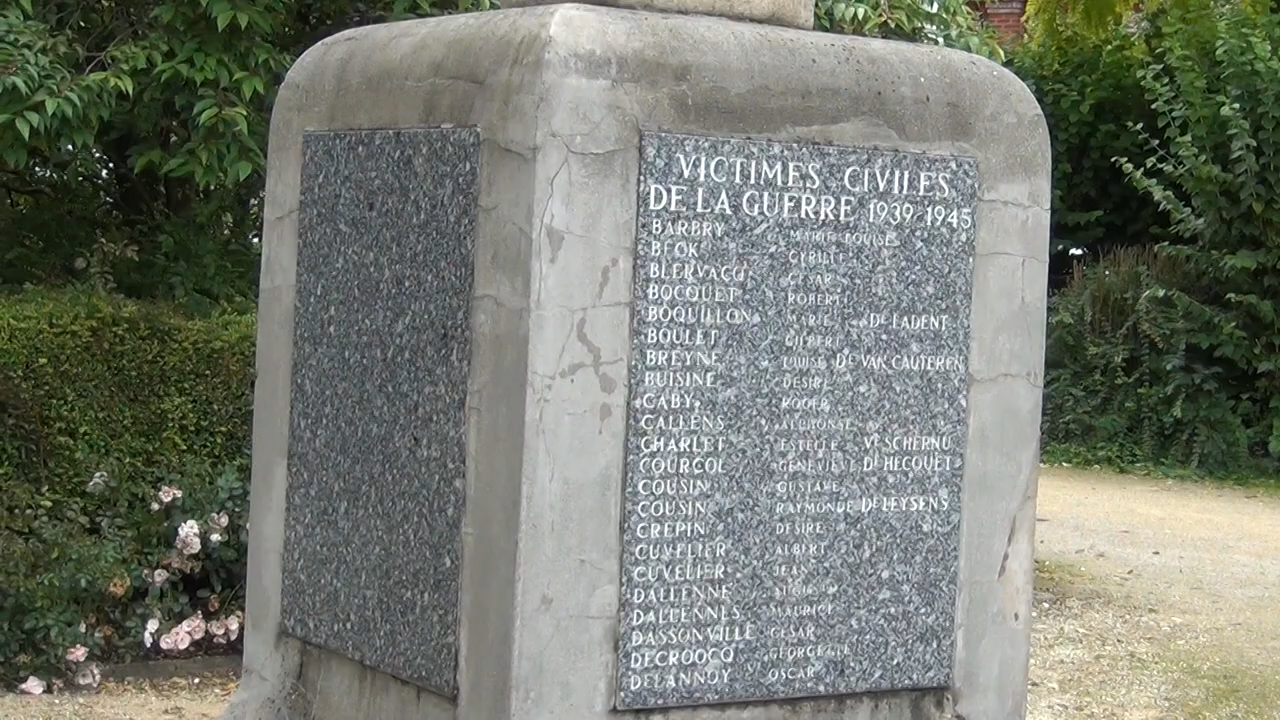 VICTIMES CIVILES
DE LA GUERRE 1939-1945
BARBRY MARIE LOUISE
BECK CYRILLE
BLERVACQ CESAR
BOCQUET ROBERT
BOQUILLON MARIE De LADENT
BOULET GILBERT
BREYNE LOUISE De VAN CAUTEREN
BUISINE DESIRE
CABY ROGER
CALLENS ALPHONSE
CHARLET ESTELLE Ve SCHERNU
COURCOL GENEVIEVE De HECQUET
COUSIN GUSTAVE
COUSIN RAYMONDE De LEYSENS
CREPIN DESIRE
CUVELIER ALBERT
CUVELIER JEAN
DALLENNE
DALLENNES MAURICE
DASSONVILLE CESAR
DECROOCQ GEORGETTE
DELANNOY OSCAR